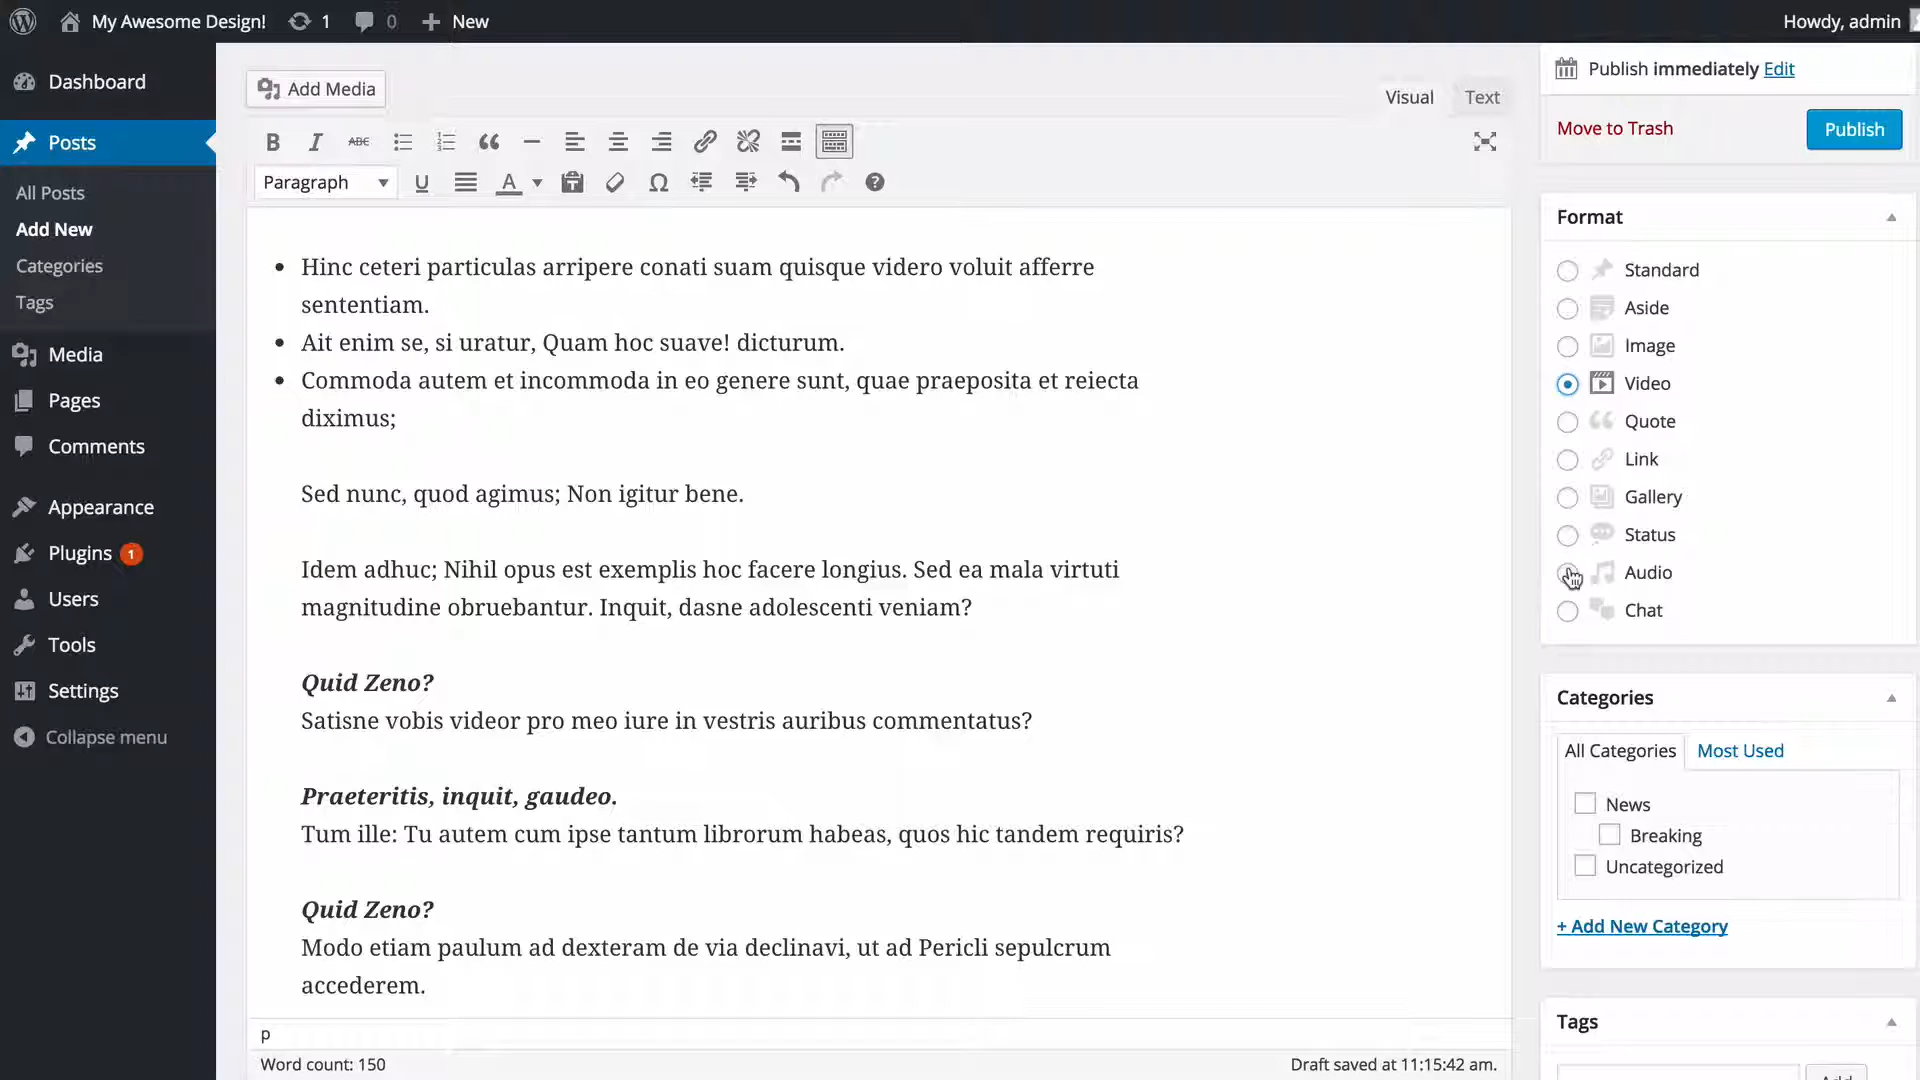 My Awesome Design! 1 0 New Howdy, admin
Dashboard
Posts
All Posts
Add New
Categories
Tags
Media
Pages
Comments
Appearance
Plugins 1
Users
Tools
Settings
Collapse menu
Add Media
Visual Text
B I ABC
Paragraph U A Ω ?
Hinc ceteri particulas arripere conati suam quisque videro voluit afferre
sententiam.
Ait enim se, si uratur, Quam hoc suave! dicturum.
Commoda autem et incommoda in eo genere sunt, quae praeposita et reiecta
diximus;
Sed nunc, quod agimus; Non igitur bene.
Idem adhuc; Nihil opus est exemplis hoc facere longius. Sed ea mala virtuti
magnitudine obruebantur. Inquit, dasne adolescenti veniam?
Quid Zeno?
Satisne vobis videor pro meo iure in vestris auribus commentatus?
Praeteritis, inquit, gaudeo.
Tum ille: Tu autem cum ipse tantum librorum habeas, quos hic tandem requiris?
Quid Zeno?
Modo etiam paulum ad dexteram de via declinavi, ut ad Pericli sepulcrum
accederem.
p
Word count: 150 Draft saved at 11:15:42 am.
Publish immediately Edit
Move to Trash Publish
Format
Standard
Aside
Image
Video
Quote
Link
Gallery
Status
Audio
Chat
Categories
All Categories Most Used
News
Breaking
Uncategorized
+ Add New Category
Tags